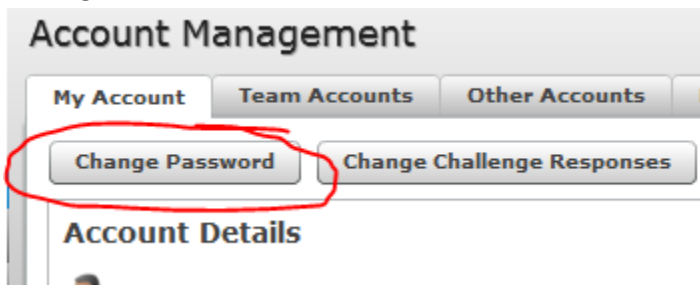 Account Management
My Account Team Accounts Other Accounts
Change Password Change Challenge Responses
Account Details